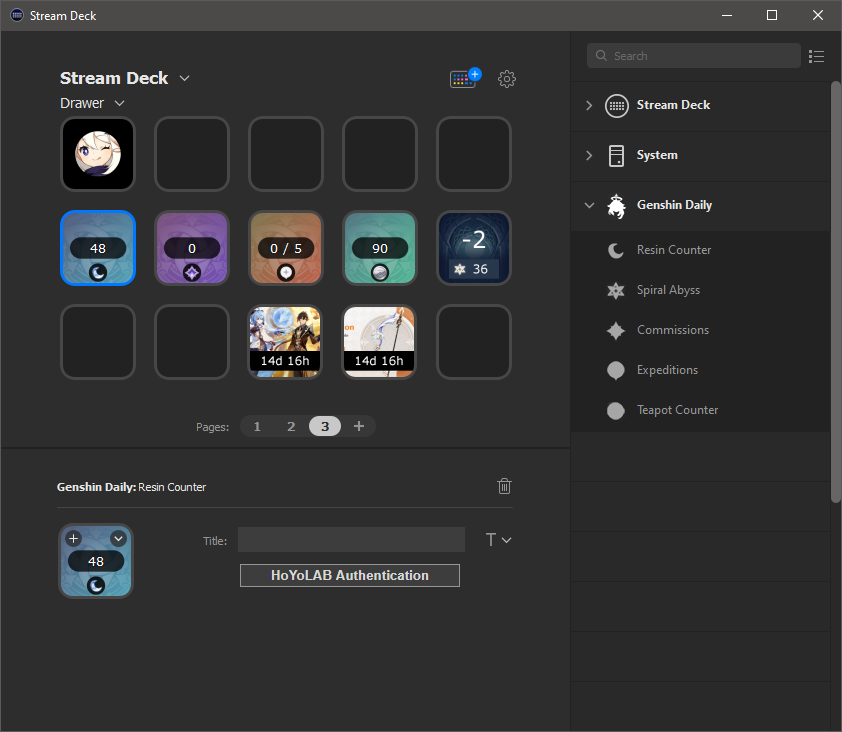 Stream Deck
Stream Deck
Drawer
48
0
0 / 5
90
-2
36
on
14d 16h
14d 16h
Pages:
1
2
3
+
Genshin Daily: Resin Counter
48
Title:
T
HoYoLAB Authentication
Search
Stream Deck
System
Genshin Daily
Resin Counter
Spiral Abyss
Commissions
Expeditions
Teapot Counter